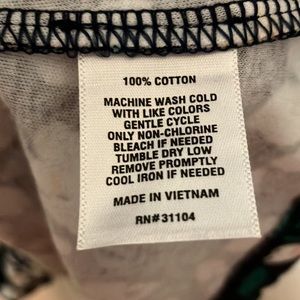 100% COTTON
MACHINE WASH COLD
WITH LIKE COLORS
GENTLE CYCLE
ONLY NON-CHLORINE
BLEACH IF NEEDED
TUMBLE DRY LOW
REMOVE PROMPTLY
COOL IRON IF NEEDED
MADE IN VIETNAM
RN#31104